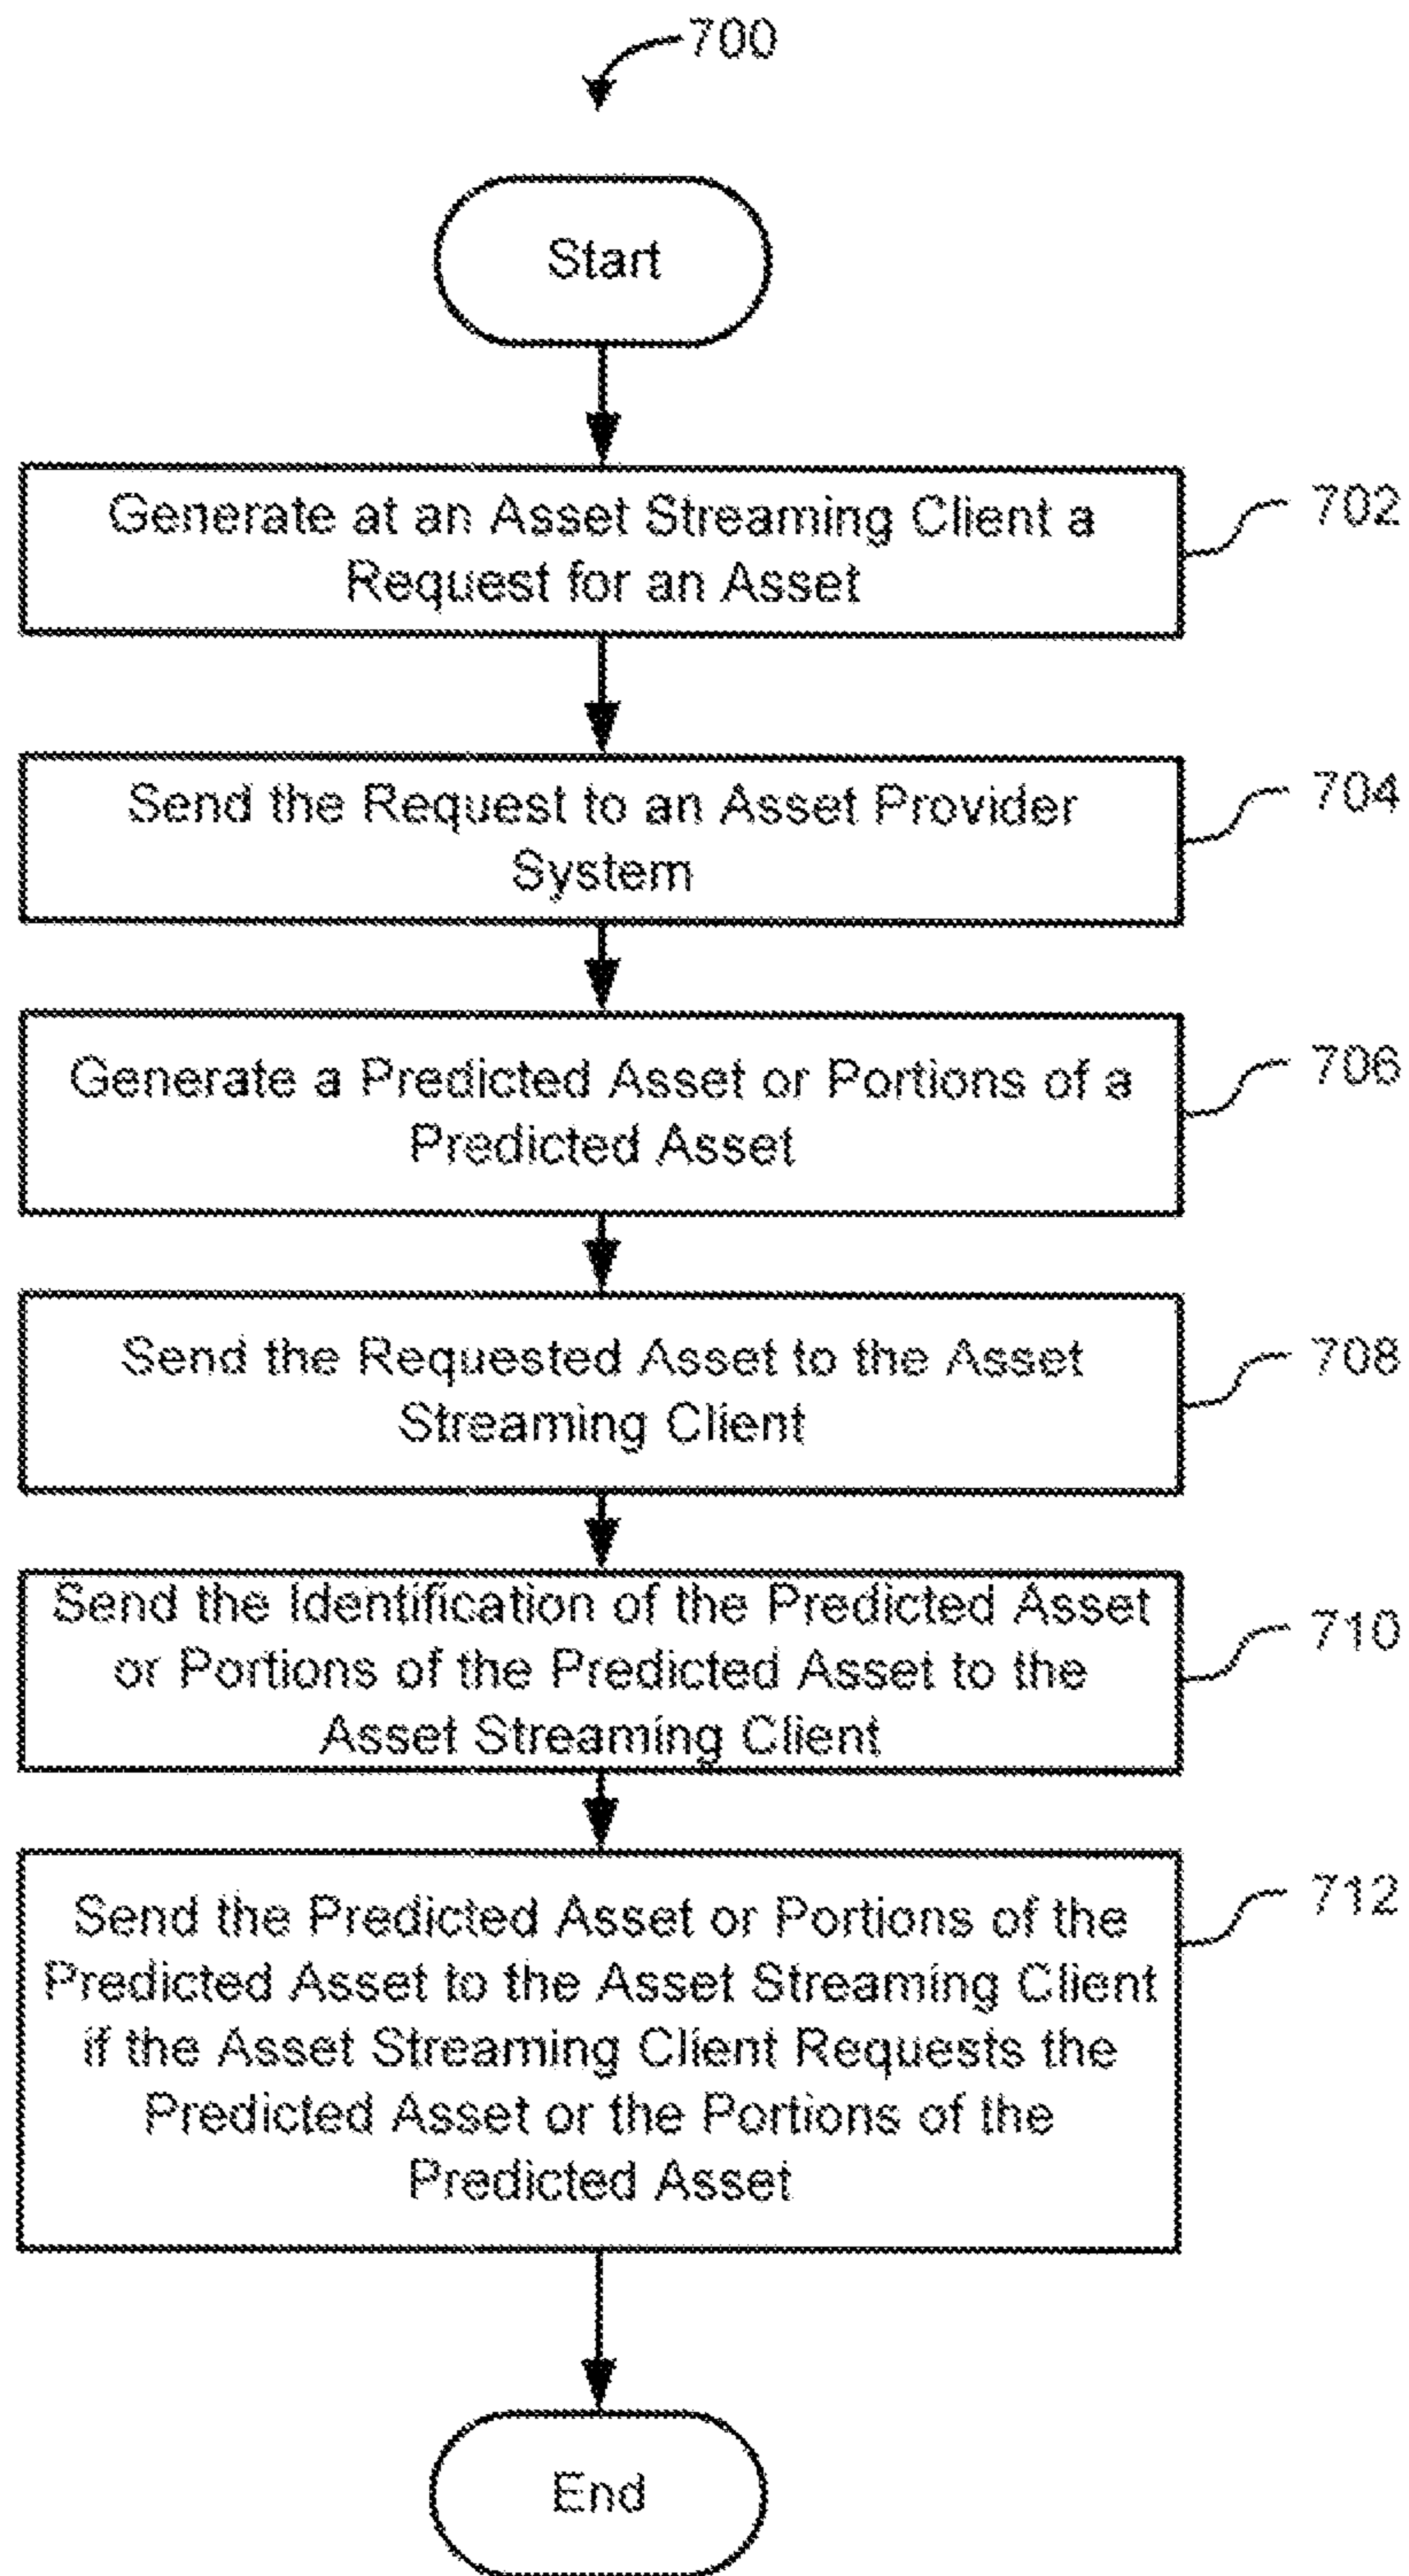 700
Start
Generate at an Asset Streaming Client a
Request for an Asset
702
Send the Request to an Asset Provider
System
704
Generate a Predicted Asset or Portions of a
Predicted Asset
706
Send the Requested Asset to the Asset
Streaming Client
708
Send the Identification of the Predicted Asset
or Portions of the Predicted Asset to the
Asset Streaming Client
710
Send the Predicted Asset or Portions of the
Predicted Asset to the Asset Streaming Client
if the Asset Streaming Client Requests the
Predicted Asset or the Portions of the
Predicted Asset
712
End